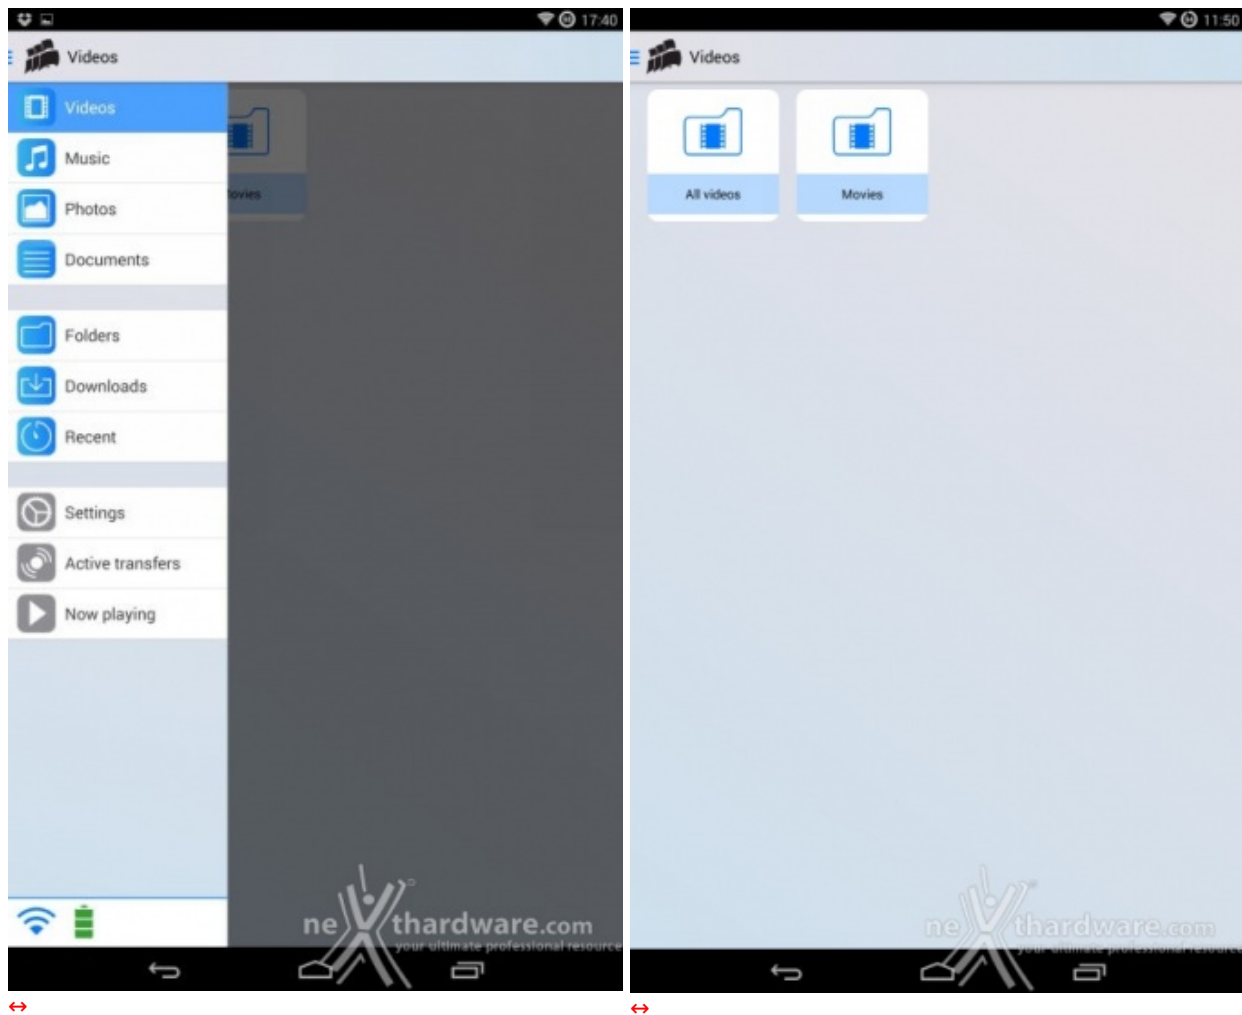 17:40
Videos
Videos
Music
Photos
Documents
Folders
Downloads
Recent
Settings
Active transfers
Now playing
ovies
nexthardware.com
your ultimate professional resource
11:50
Videos
All videos
Movies
nexthardware.com
your ultimate professional resource